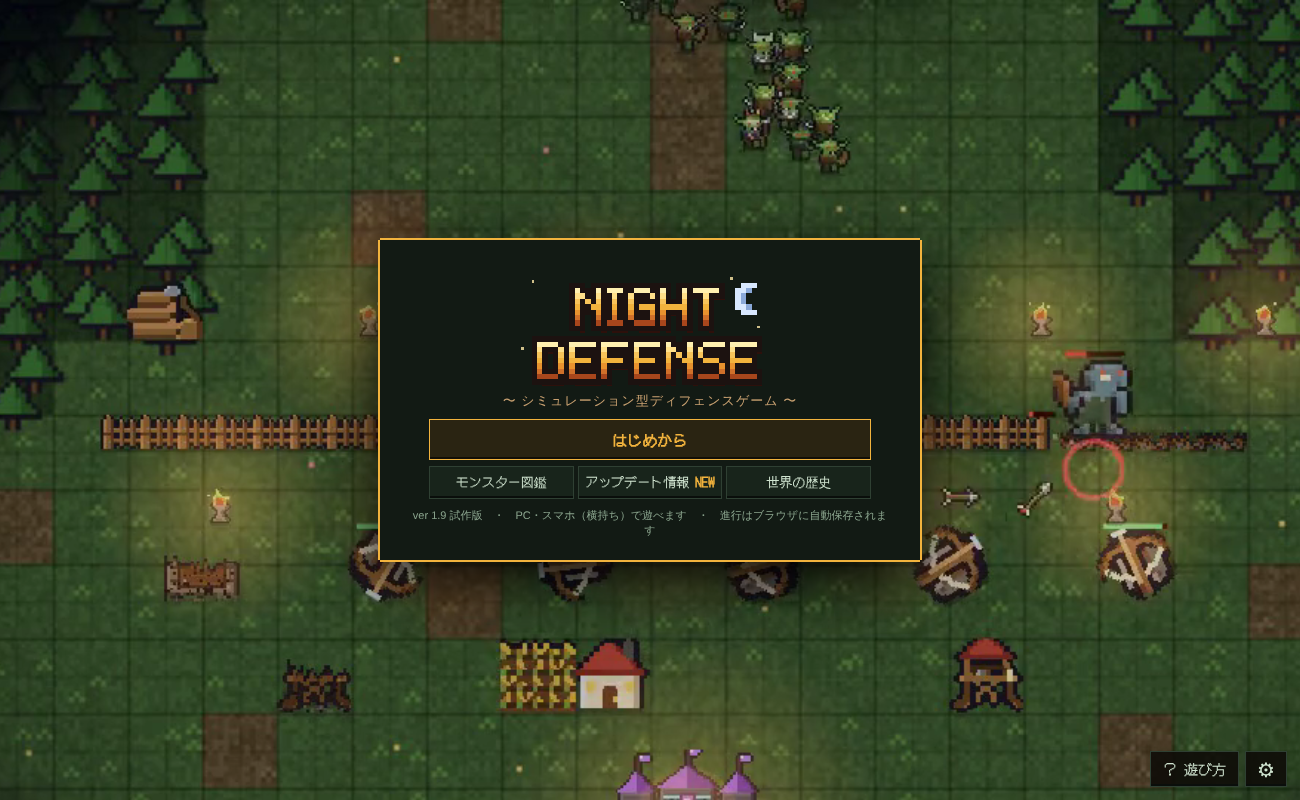 NIGHT
DEFENSE
〜 シミュレーション型ディフェンスゲーム 〜
はじめから
モンスター図鑑
アップデート情報 NEW
世界の歴史
ver 1.9 試作版 ・ PC・スマホ（横持ち）で遊べます ・ 進行はブラウザに自動保存されま
す
? 遊び方